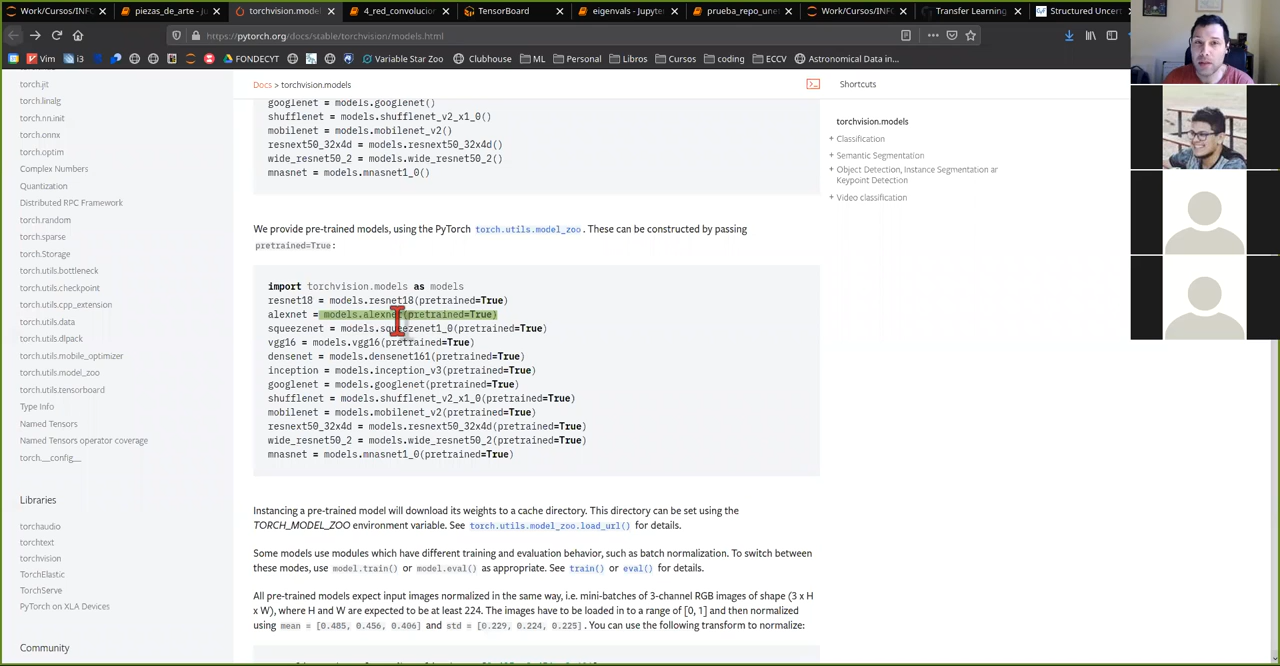 Work/Cursos/INFO
piezas_de_arte - ju
torchvision.model
4_red_convolucion
TensorBoard
eigenvals - Jupyter
prueba_repo_unet
Work/Cursos/INFO
Transfer Learning
Structured Uncert
https://pytorch.org/docs/stable/torchvision/models.html
Vim
i3
FONDECYT
Variable Star Zoo
Clubhouse
ML
Personal
Libros
Cursos
coding
ECCV
Astronomical Data in...
torch.jit
torch.linalg
torch.nn.init
torch.onnx
torch.optim
Complex Numbers
Quantization
Distributed RPC Framework
torch.random
torch.sparse
torch.Storage
torch.utils.bottleneck
torch.utils.checkpoint
torch.utils.cpp_extension
torch.utils.data
torch.utils.dlpack
torch.utils.mobile_optimizer
torch.utils.model_zoo
torch.utils.tensorboard
Type Info
Named Tensors
Named Tensors operator coverage
torch.__config__
Libraries
torchaudio
torchtext
torchvision
TorchElastic
TorchServe
PyTorch on XLA Devices
Community
Docs > torchvision.models
googlenet = models.googlenet()
shufflenet = models.shufflenet_v2_x1_0()
mobilenet = models.mobilenet_v2()
resnext50_32x4d = models.resnext50_32x4d()
wide_resnet50_2 = models.wide_resnet50_2()
mnasnet = models.mnasnet1_0()
We provide pre-trained models, using the PyTorch torch.utils.model_zoo. These can be constructed by passing
pretrained=True:
import torchvision.models as models
resnet18 = models.resnet18(pretrained=True)
alexnet = models.alexnet(pretrained=True)
squeezenet = models.squeezenet1_0(pretrained=True)
vgg16 = models.vgg16(pretrained=True)
densenet = models.densenet161(pretrained=True)
inception = models.inception_v3(pretrained=True)
googlenet = models.googlenet(pretrained=True)
shufflenet = models.shufflenet_v2_x1_0(pretrained=True)
mobilenet = models.mobilenet_v2(pretrained=True)
resnext50_32x4d = models.resnext50_32x4d(pretrained=True)
wide_resnet50_2 = models.wide_resnet50_2(pretrained=True)
mnasnet = models.mnasnet1_0(pretrained=True)
Instancing a pre-trained model will download its weights to a cache directory. This directory can be set using the
TORCH_MODEL_ZOO environment variable. See torch.utils.model_zoo.load_url() for details.
Some models use modules which have different training and evaluation behavior, such as batch normalization. To switch between
these modes, use model.train() or model.eval() as appropriate. See train() or eval() for details.
All pre-trained models expect input images normalized in the same way, i.e. mini-batches of 3-channel RGB images of shape (3 x H
x W), where H and W are expected to be at least 224. The images have to be loaded in to a range of [0, 1] and then normalized
using mean = [0.485, 0.456, 0.406] and std = [0.229, 0.224, 0.225]. You can use the following transform to normalize:
Shortcuts
torchvision.models
+ Classification
+ Semantic Segmentation
+ Object Detection, Instance Segmentation ar
Keypoint Detection
+ Video classification